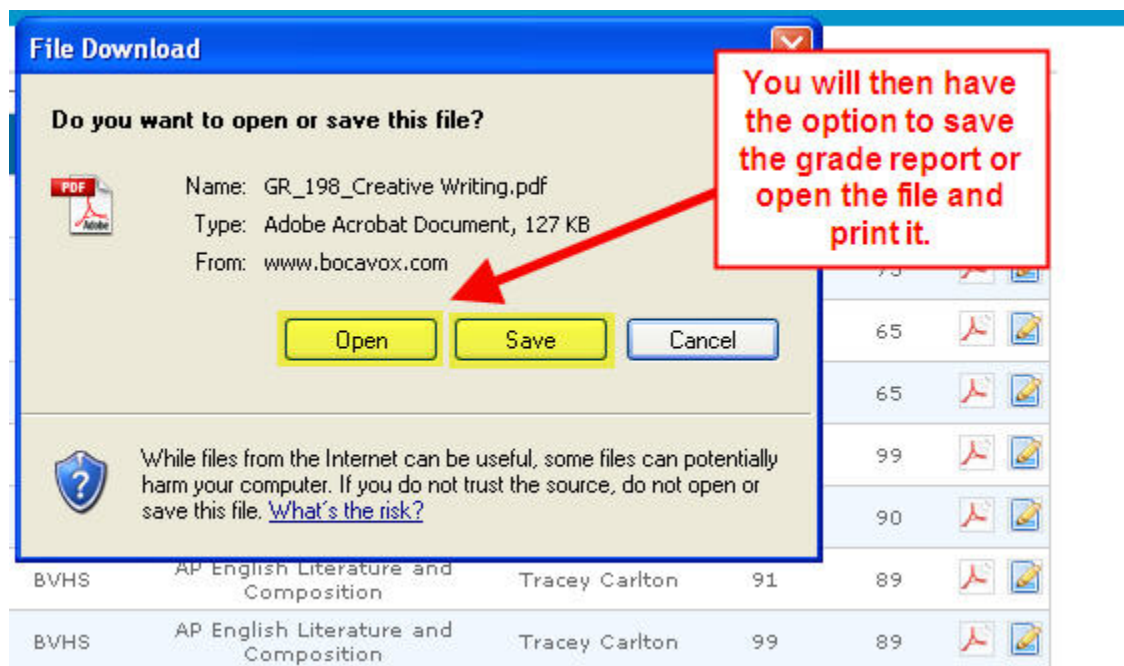 File Download
Do you want to open or save this file?
PDF
Adobe
Name: GR_198_Creative Writing.pdf
Type: Adobe Acrobat Document, 127 KB
From: www.bocavox.com
Open Save Cancel
While files from the Internet can be useful, some files can potentially
harm your computer. If you do not trust the source, do not open or
save this file. What's the risk?
You will then have
the option to save
the grade report or
open the file and
print it.
65
65
99
90
BVHS AP English Literature and Composition Tracey Carlton 91 89
BVHS AP English Literature and Composition Tracey Carlton 99 89